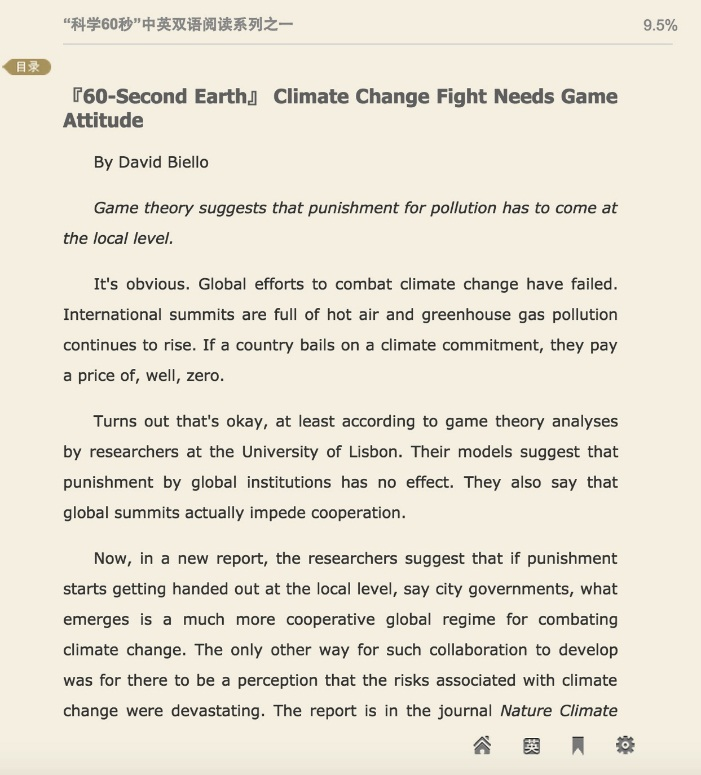 “科学60秒”中英双语阅读系列之一
9.5%
目录
『60-Second Earth』 Climate Change Fight Needs Game
Attitude
By David Biello
Game theory suggests that punishment for pollution has to come at
the local level.
It's obvious. Global efforts to combat climate change have failed.
International summits are full of hot air and greenhouse gas pollution
continues to rise. If a country bails on a climate commitment, they pay
a price of, well, zero.
Turns out that's okay, at least according to game theory analyses
by researchers at the University of Lisbon. Their models suggest that
punishment by global institutions has no effect. They also say that
global summits actually impede cooperation.
Now, in a new report, the researchers suggest that if punishment
starts getting handed out at the local level, say city governments, what
emerges is a much more cooperative global regime for combating
climate change. The only other way for such collaboration to develop
was for there to be a perception that the risks associated with climate
change were devastating. The report is in the journal Nature Climate
英